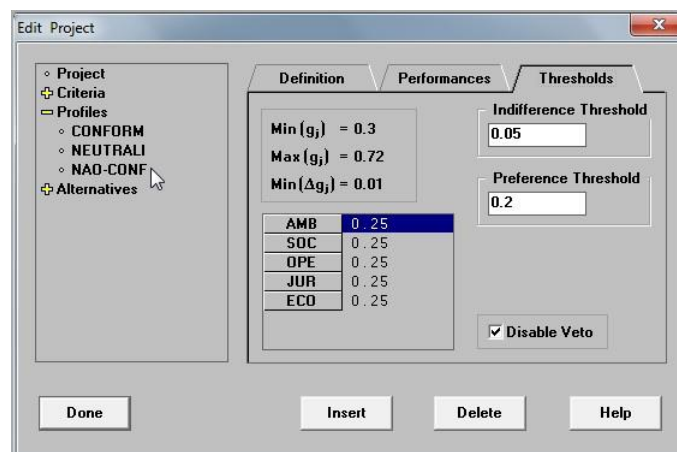 Edit Project
Project
Criteria
Profiles
CONFORM
NEUTRALI
NAO-CONF
Alternatives
Definition Performances Thresholds
Min(gj) = 0.3
Max(gj) = 0.72
Min(Δgj) = 0.01
Indifference Threshold
0.05
Preference Threshold
0.2
AMB 0.25
SOC 0.25
OPE 0.25
JUR 0.25
ECO 0.25
Disable Veto
Done Insert Delete Help